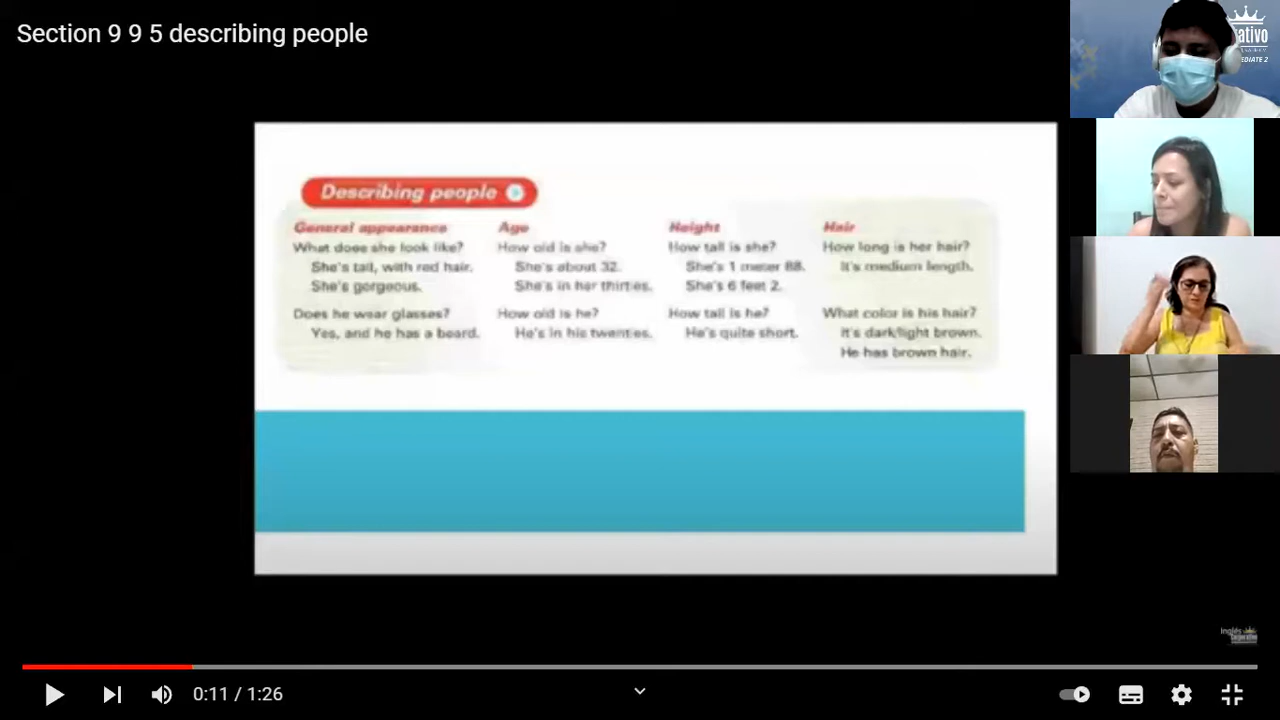 Section 9 9 5 describing people
Describing people
General appearance
What does she look like?
She's tall, with red hair.
She's gorgeous.
Does he wear glasses?
Yes, and he has a beard.
Age
How old is she?
She's about 32.
She's in her thirties.
How old is he?
He's in his twenties.
Height
How tall is she?
She's 1 meter 88.
She's 6 feet 2.
How tall is he?
He's quite short.
Hair
How long is her hair?
It's medium length.
What color is his hair?
It's dark/light brown.
He has brown hair.
Inglés
Corporativo
0:11 / 1:26